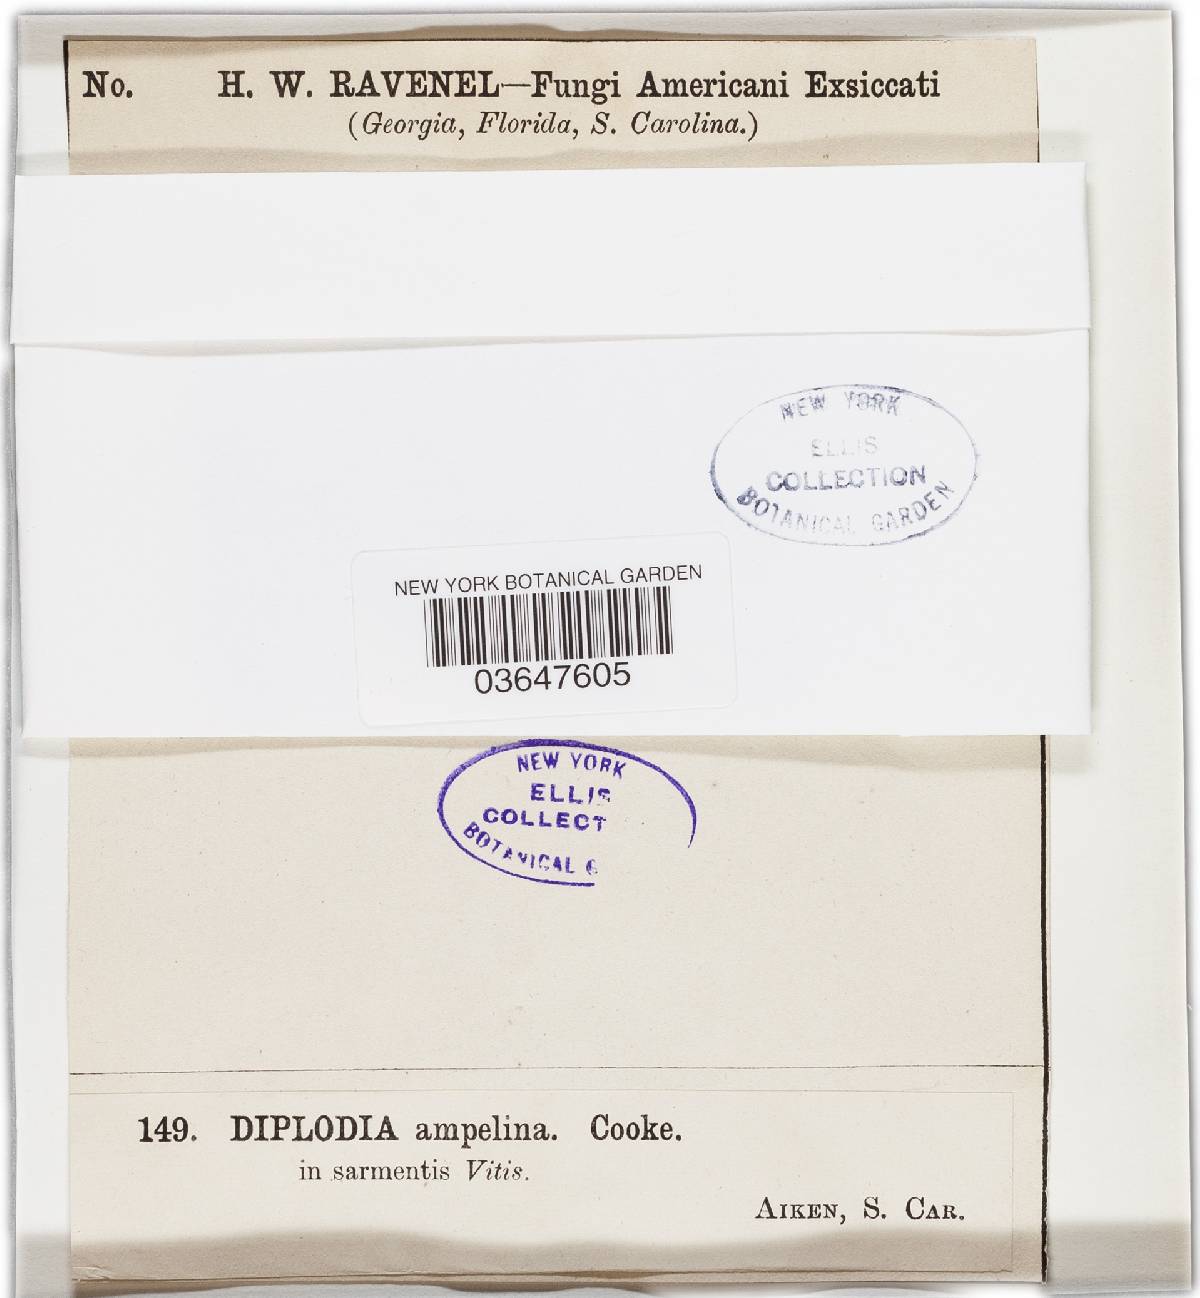 No. H. W. RAVENEL—Fungi Americani Exsiccati
(Georgia, Florida, S. Carolina.)
NEW YORK
ELLIS
COLLECTION
BOTANICAL GARDEN
NEW YORK BOTANICAL GARDEN
03647605
NEW YORK
ELLIS
COLLECT
BOTANICAL G
149. DIPLODIA ampelina. Cooke.
in sarmentis Vitis.
AIKEN, S. CAR.